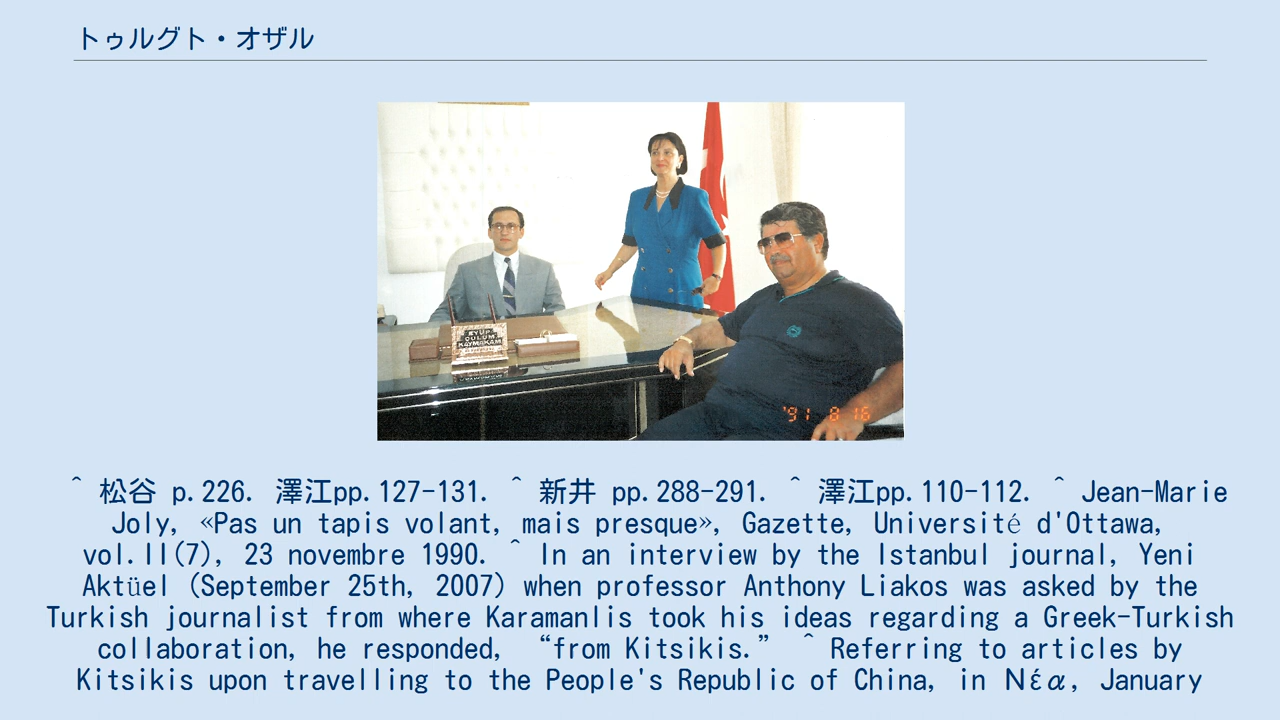 トゥルグト・オザル
EYÜP
ÇULUM
KAYMAKAM
'91 8 16
^ 松谷 p.226. 澤江pp.127-131. ^ 新井 pp.288-291. ^ 澤江pp.110-112. ^ Jean-Marie
Joly, «Pas un tapis volant, mais presque», Gazette, Université d'Ottawa,
vol.II(7), 23 novembre 1990. ^ In an interview by the Istanbul journal, Yeni
Aktüel (September 25th, 2007) when professor Anthony Liakos was asked by the
Turkish journalist from where Karamanlis took his ideas regarding a Greek-Turkish
collaboration, he responded, “from Kitsikis.” ^ Referring to articles by
Kitsikis upon travelling to the People's Republic of China, in Νέα, January